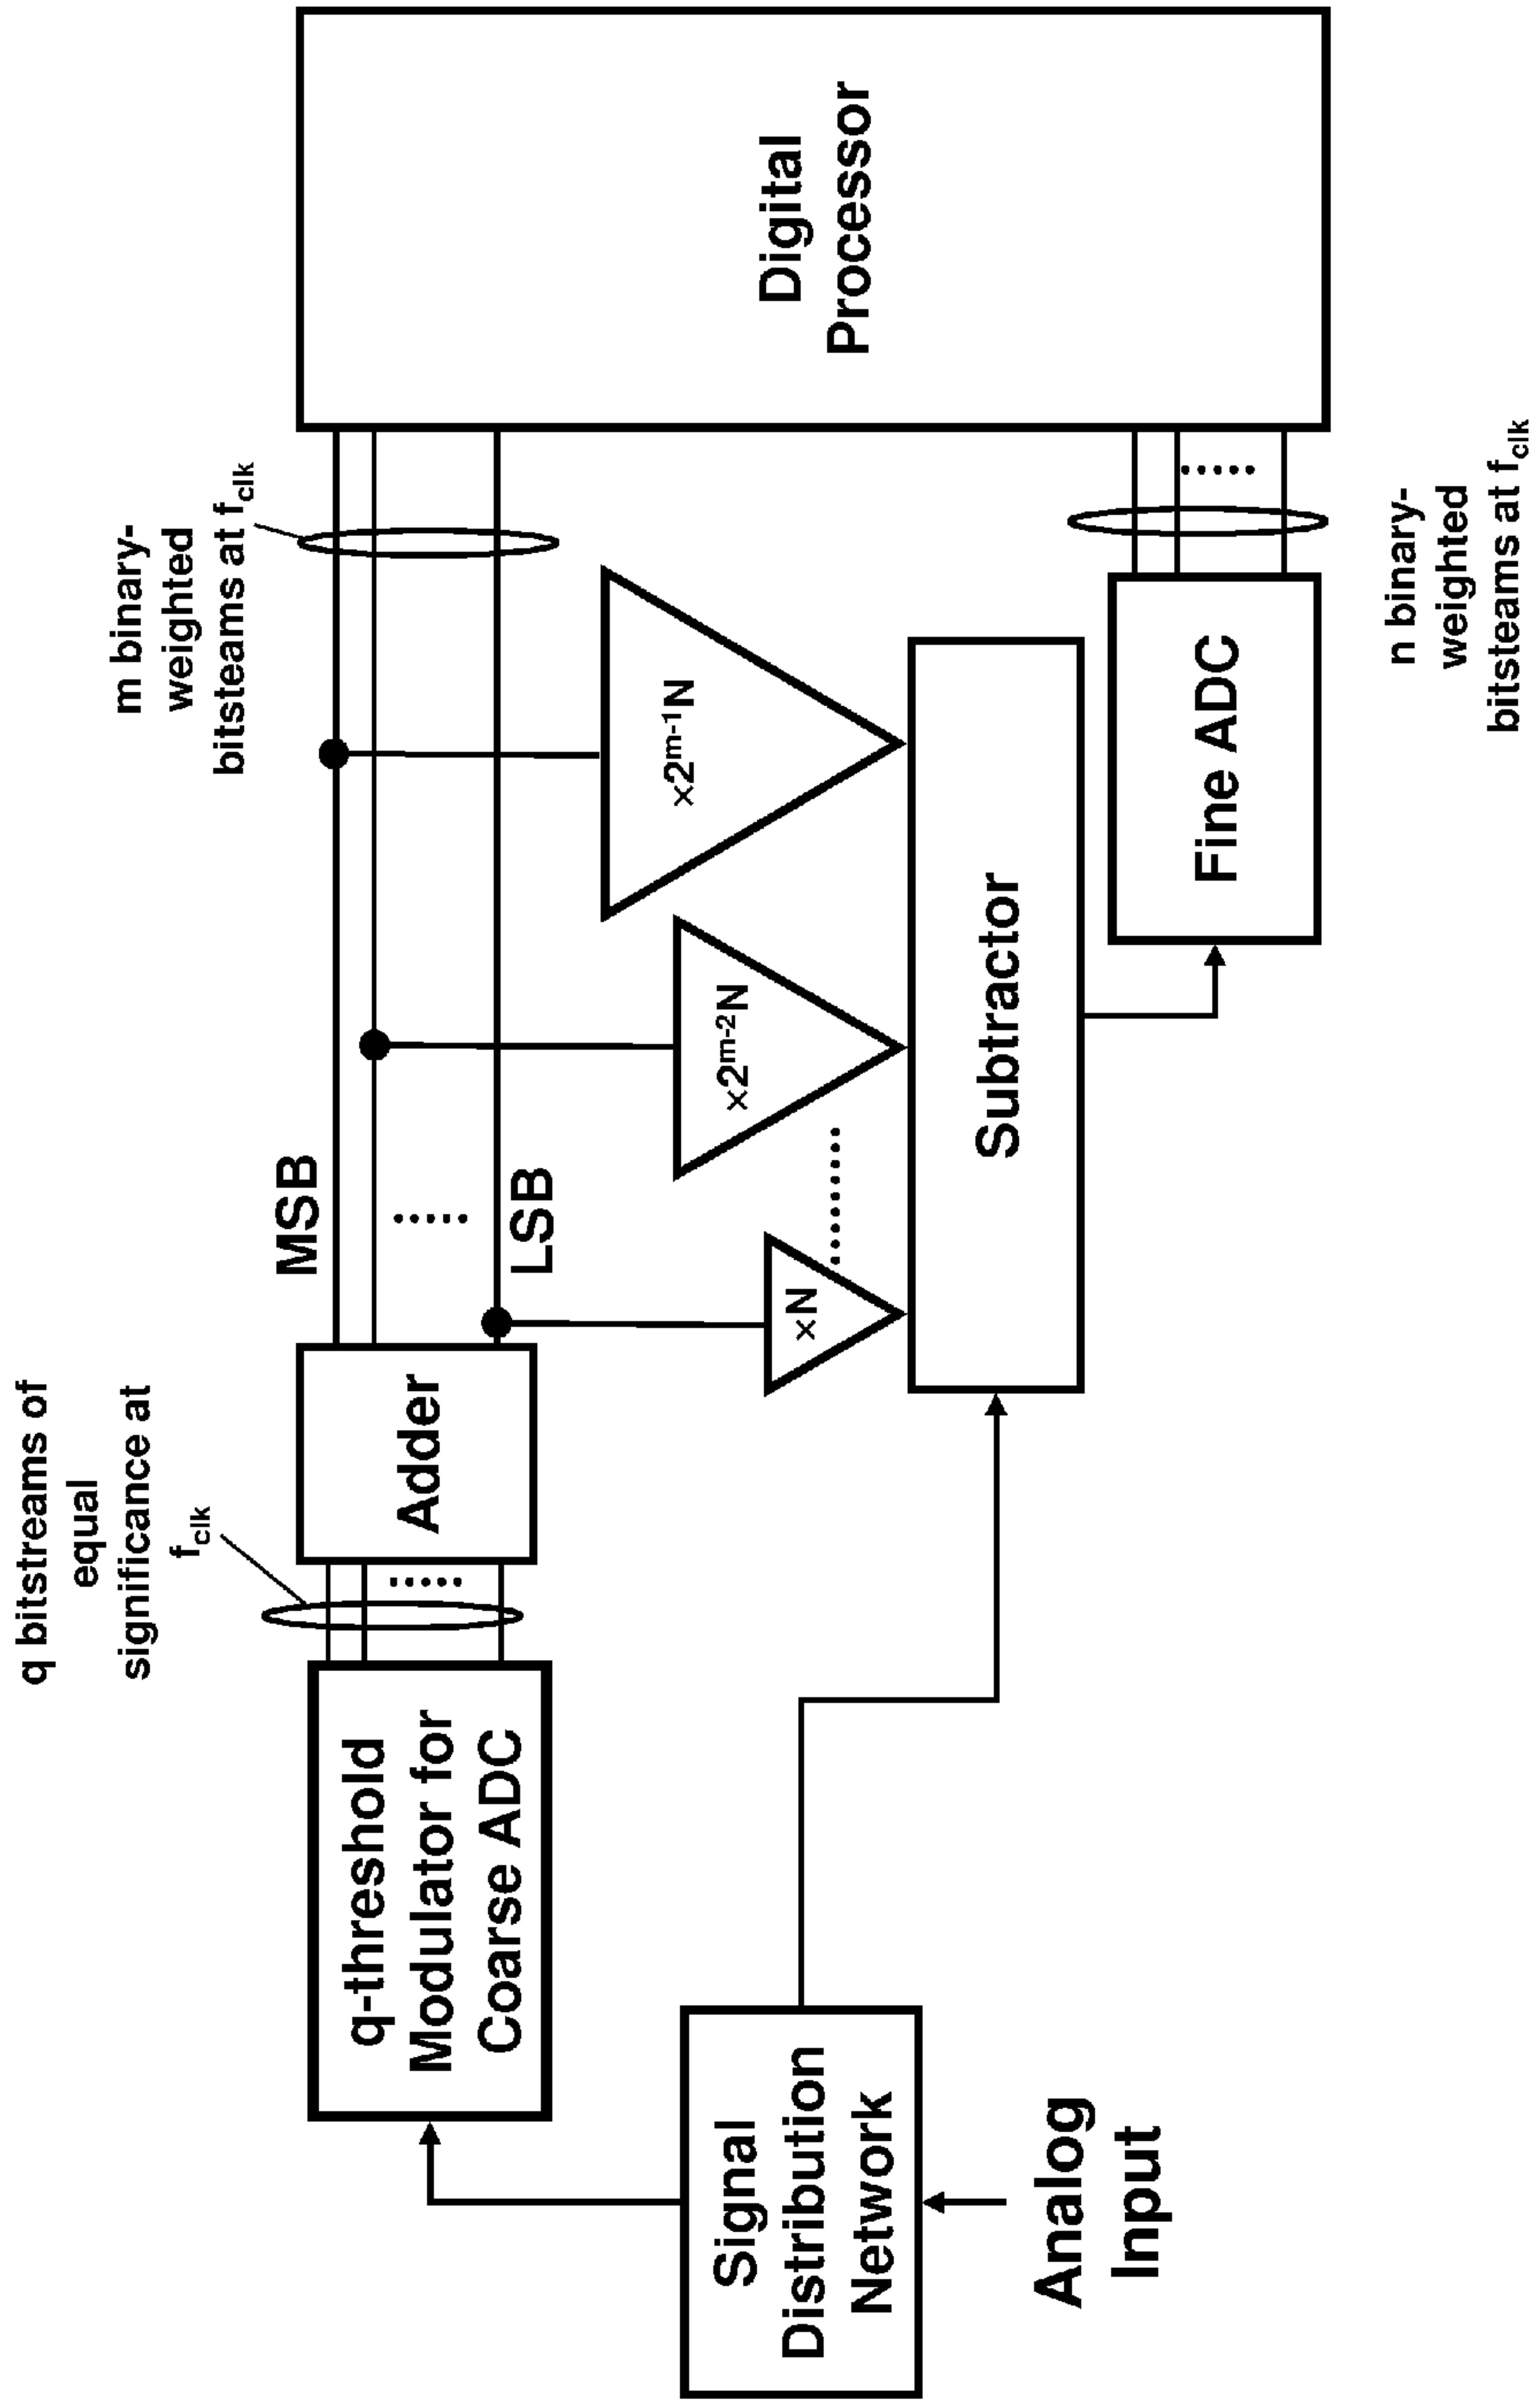 q bitstreams of
equal
significance at
fclk
m binary-
weighted
bitsteams at fclk
MSB
LSB
q-threshold
Modulator for
Coarse ADC
Adder
Digital
Processor
×N
×2m-2N
×2m-1N
Signal
Distribution
Network
Subtractor
Fine ADC
Analog
Input
n binary-
weighted
bitsteams at fclk